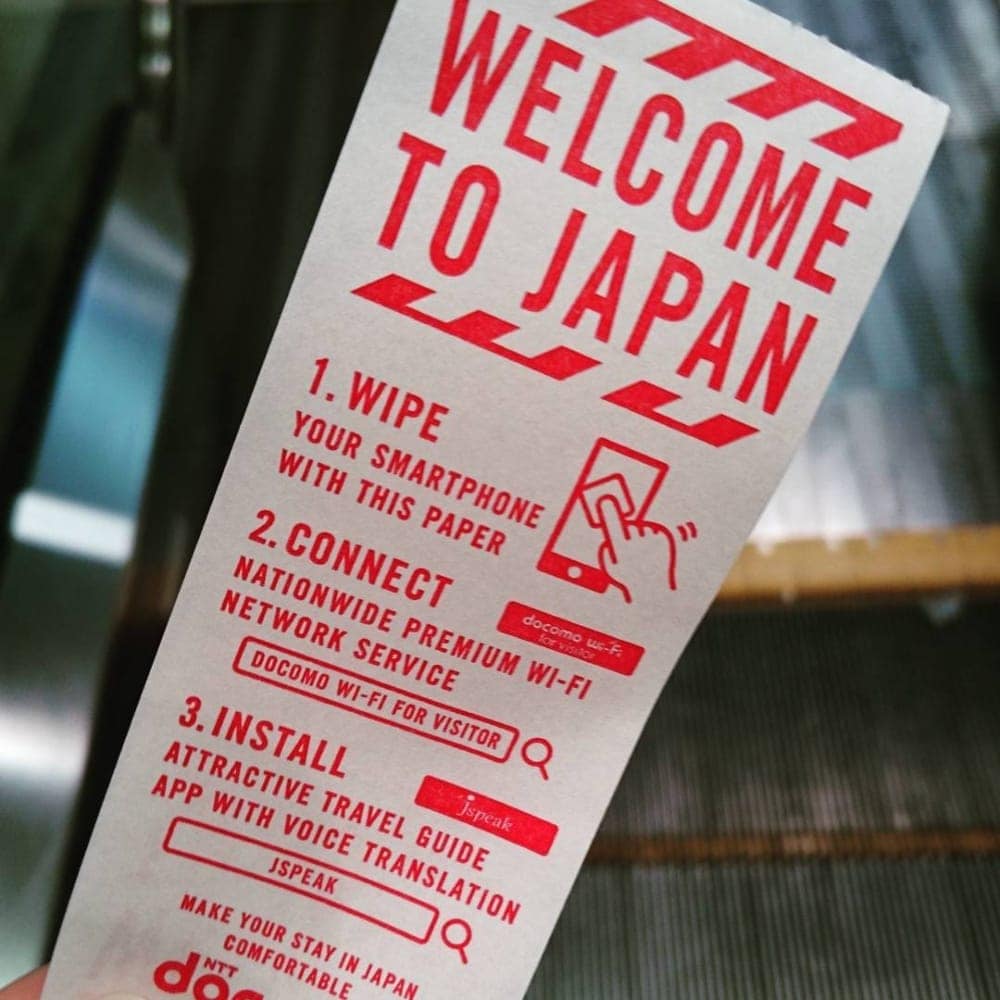 WELCOME
TO JAPAN
1. WIPE
YOUR SMARTPHONE
WITH THIS PAPER
2. CONNECT
NATIONWIDE PREMIUM WI-FI
NETWORK SERVICE
docomo Wi-Fi
for visitor
DOCOMO WI-FI FOR VISITOR
3. INSTALL
ATTRACTIVE TRAVEL GUIDE
APP WITH VOICE TRANSLATION
jspeak
JSPEAK
MAKE YOUR STAY IN JAPAN
COMFORTABLE
NTT